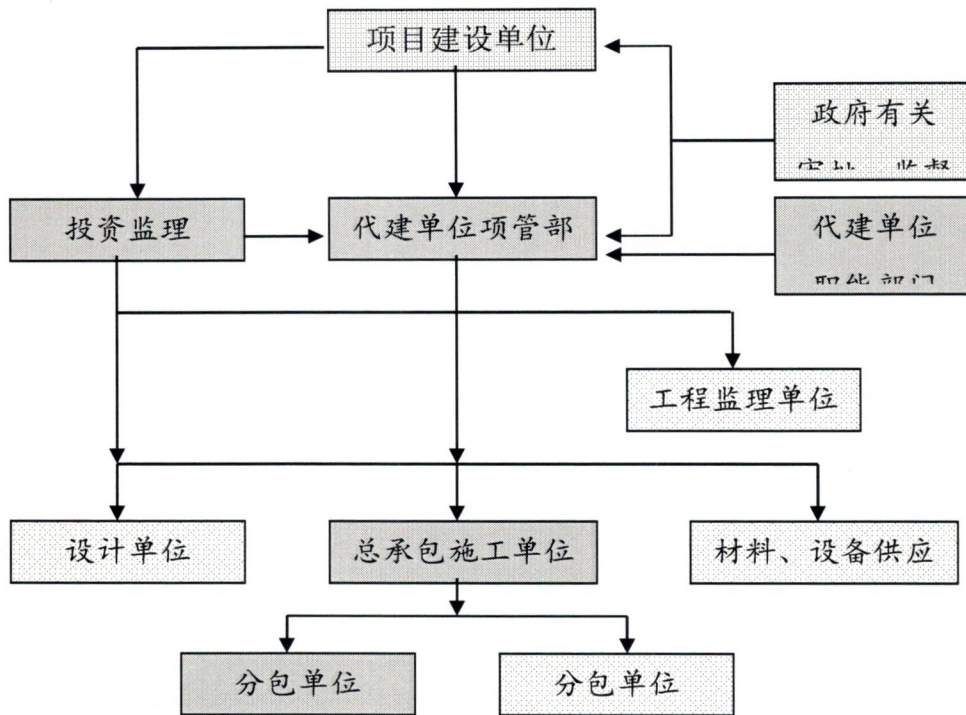 项目建设单位
政府有关
投资监理
代建单位项管部
代建单位
工程监理单位
设计单位
总承包施工单位
材料、设备供应
分包单位
分包单位